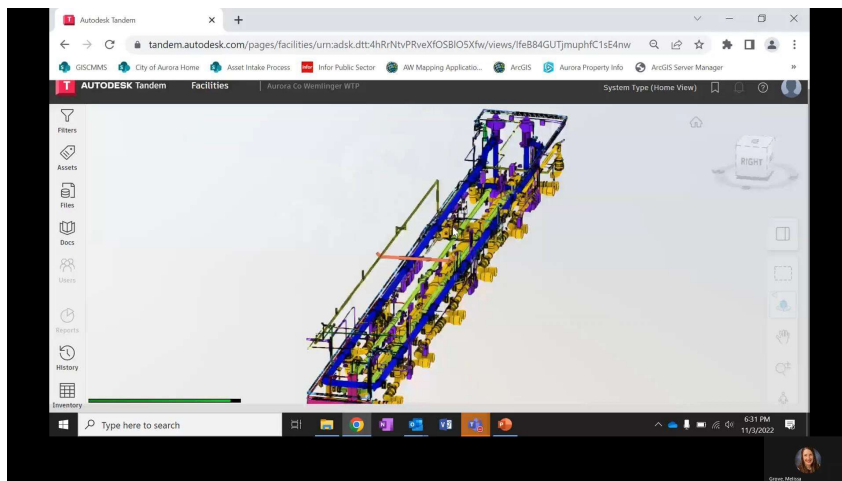 T Autodesk Tandem
tandem.autodesk.com/pages/facilities/urn:adsk.dtt:4hRrNtvPRveXfOSBlO5Xfw/views/IfeB84GUTjmuphfC1sE4nw
GISCMMS City of Aurora Home Asset Intake Process infor Infor Public Sector AW Mapping Applicatio... ArcGIS Aurora Property Info ArcGIS Server Manager »
T AUTODESK Tandem Facilities Aurora Co Wemlinger WTP System Type (Home View)
Filters
Assets
Files
Docs
Users
Reports
History
Inventory
RIGHT
Type here to search
6:31 PM
11/3/2022
Grove, Melissa